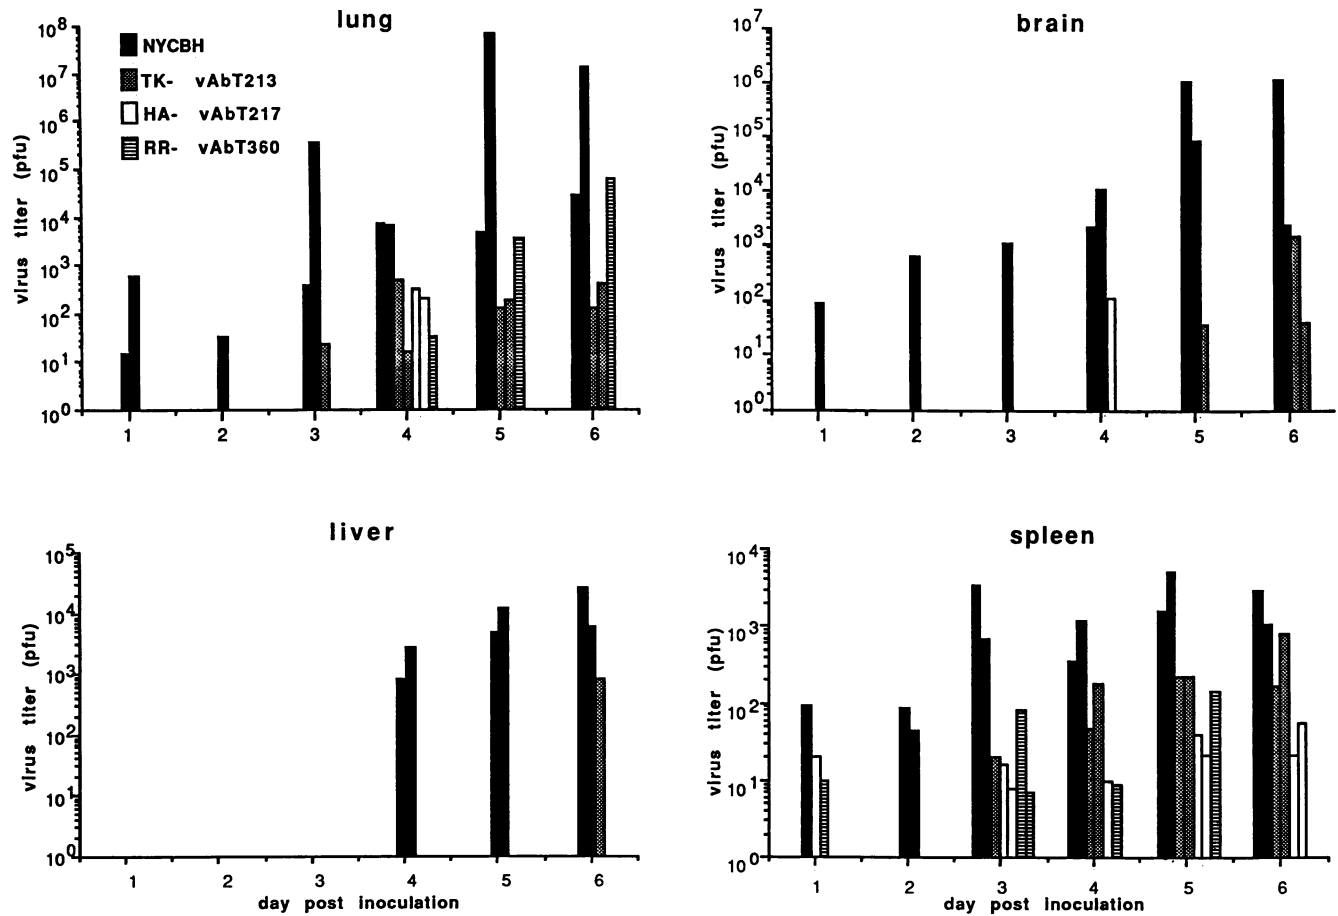 lung
virus titer (pfu)
10^8
10^7
10^6
10^5
10^4
10^3
10^2
10^1
10^0
NYCBH
TK- vAbT213
HA- vAbT217
RR- vAbT360
1 2 3 4 5 6
brain
virus titer (pfu)
10^7
10^6
10^5
10^4
10^3
10^2
10^1
10^0
1 2 3 4 5 6
liver
virus titer (pfu)
10^5
10^4
10^3
10^2
10^1
10^0
1 2 3 4 5 6
day post inoculation
spleen
virus titer (pfu)
10^4
10^3
10^2
10^1
10^0
1 2 3 4 5 6
day post inoculation